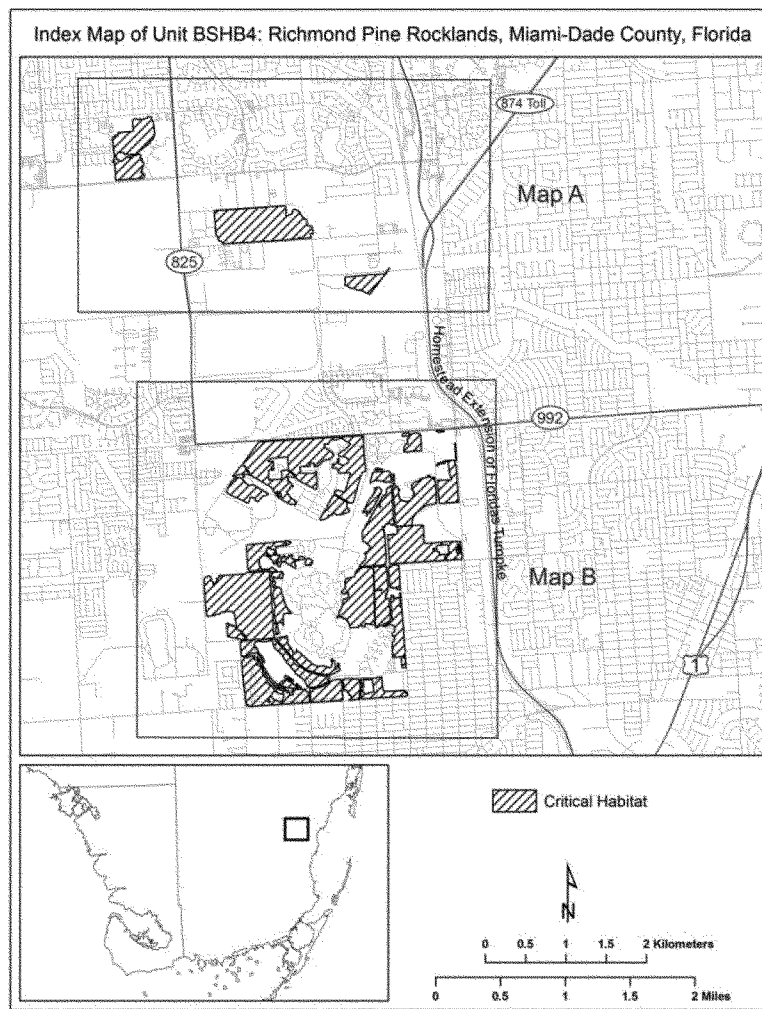 Index Map of Unit BSHB4: Richmond Pine Rocklands, Miami-Dade County, Florida
874 Toll
Map A
825
Homestead Extension of Floridas Turnpike
992
Map B
1
Critical Habitat
N
0 0.5 1 1.5 2 Kilometers
0 0.5 1 1.5 2 Miles